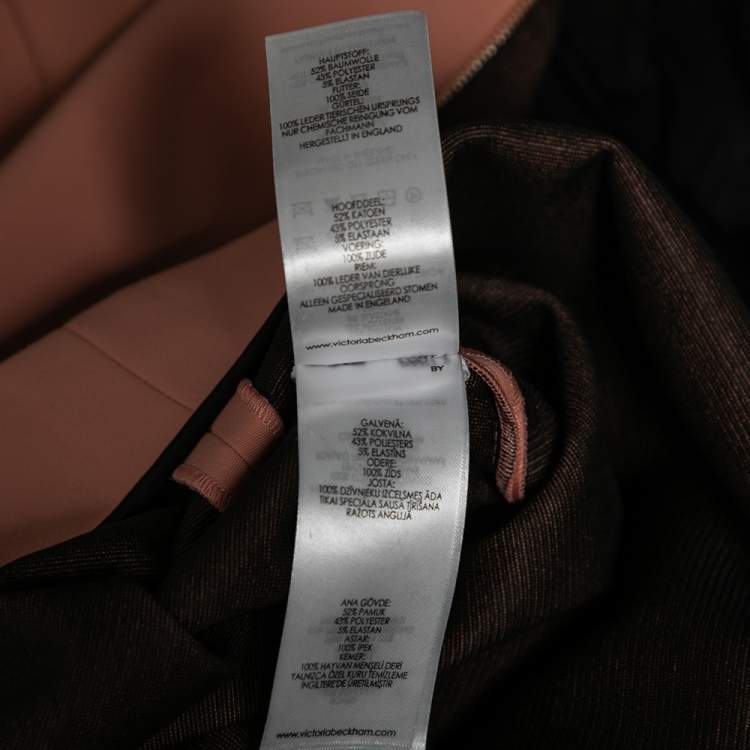 HAUPTSTOFF:
52% BAUMWOLLE
43% POLYESTER
5% ELASTAN
FUTTER:
100% SEIDE
GÜRTEL:
100% LEDER TIERISCHEN URSPRUNGS
NUR CHEMISCHE REINIGUNG VOM
FACHMANN
HERGESTELLT IN ENGLAND
HOOFDDEEL:
52% KATOEN
43% POLYESTER
5% ELASTAAN
VOERING:
100% ZIJDE
RIEM:
100% LEDER VAN DIERLIJKE
OORSPRONG
ALLEEN GESPECIALISEERD STOMEN
MADE IN ENGELAND
www.victoriabeckham.com
BY
GALVENĀ:
52% KOKVILNA
43% POLIESTERS
5% ELASTĪNS
ODERE:
100% ZĪDS
JOSTA:
100% DZĪVNIEKU IZCELSMES ĀDA
TIKAI SPECIĀLA SAUSĀ TĪRĪŠANA
RAŽOTS ANGLIJĀ
ANA GÖVDE:
52% PAMUK
43% POLYESTER
5% ELASTAN
ASTAR:
100% İPEK
KEMER:
100% HAYVAN MENŞELİ DERİ
YALNIZCA ÖZEL KURU TEMİZLEME
İNGİLTERE'DE ÜRETİLMİŞTİR
www.victoriabeckham.com